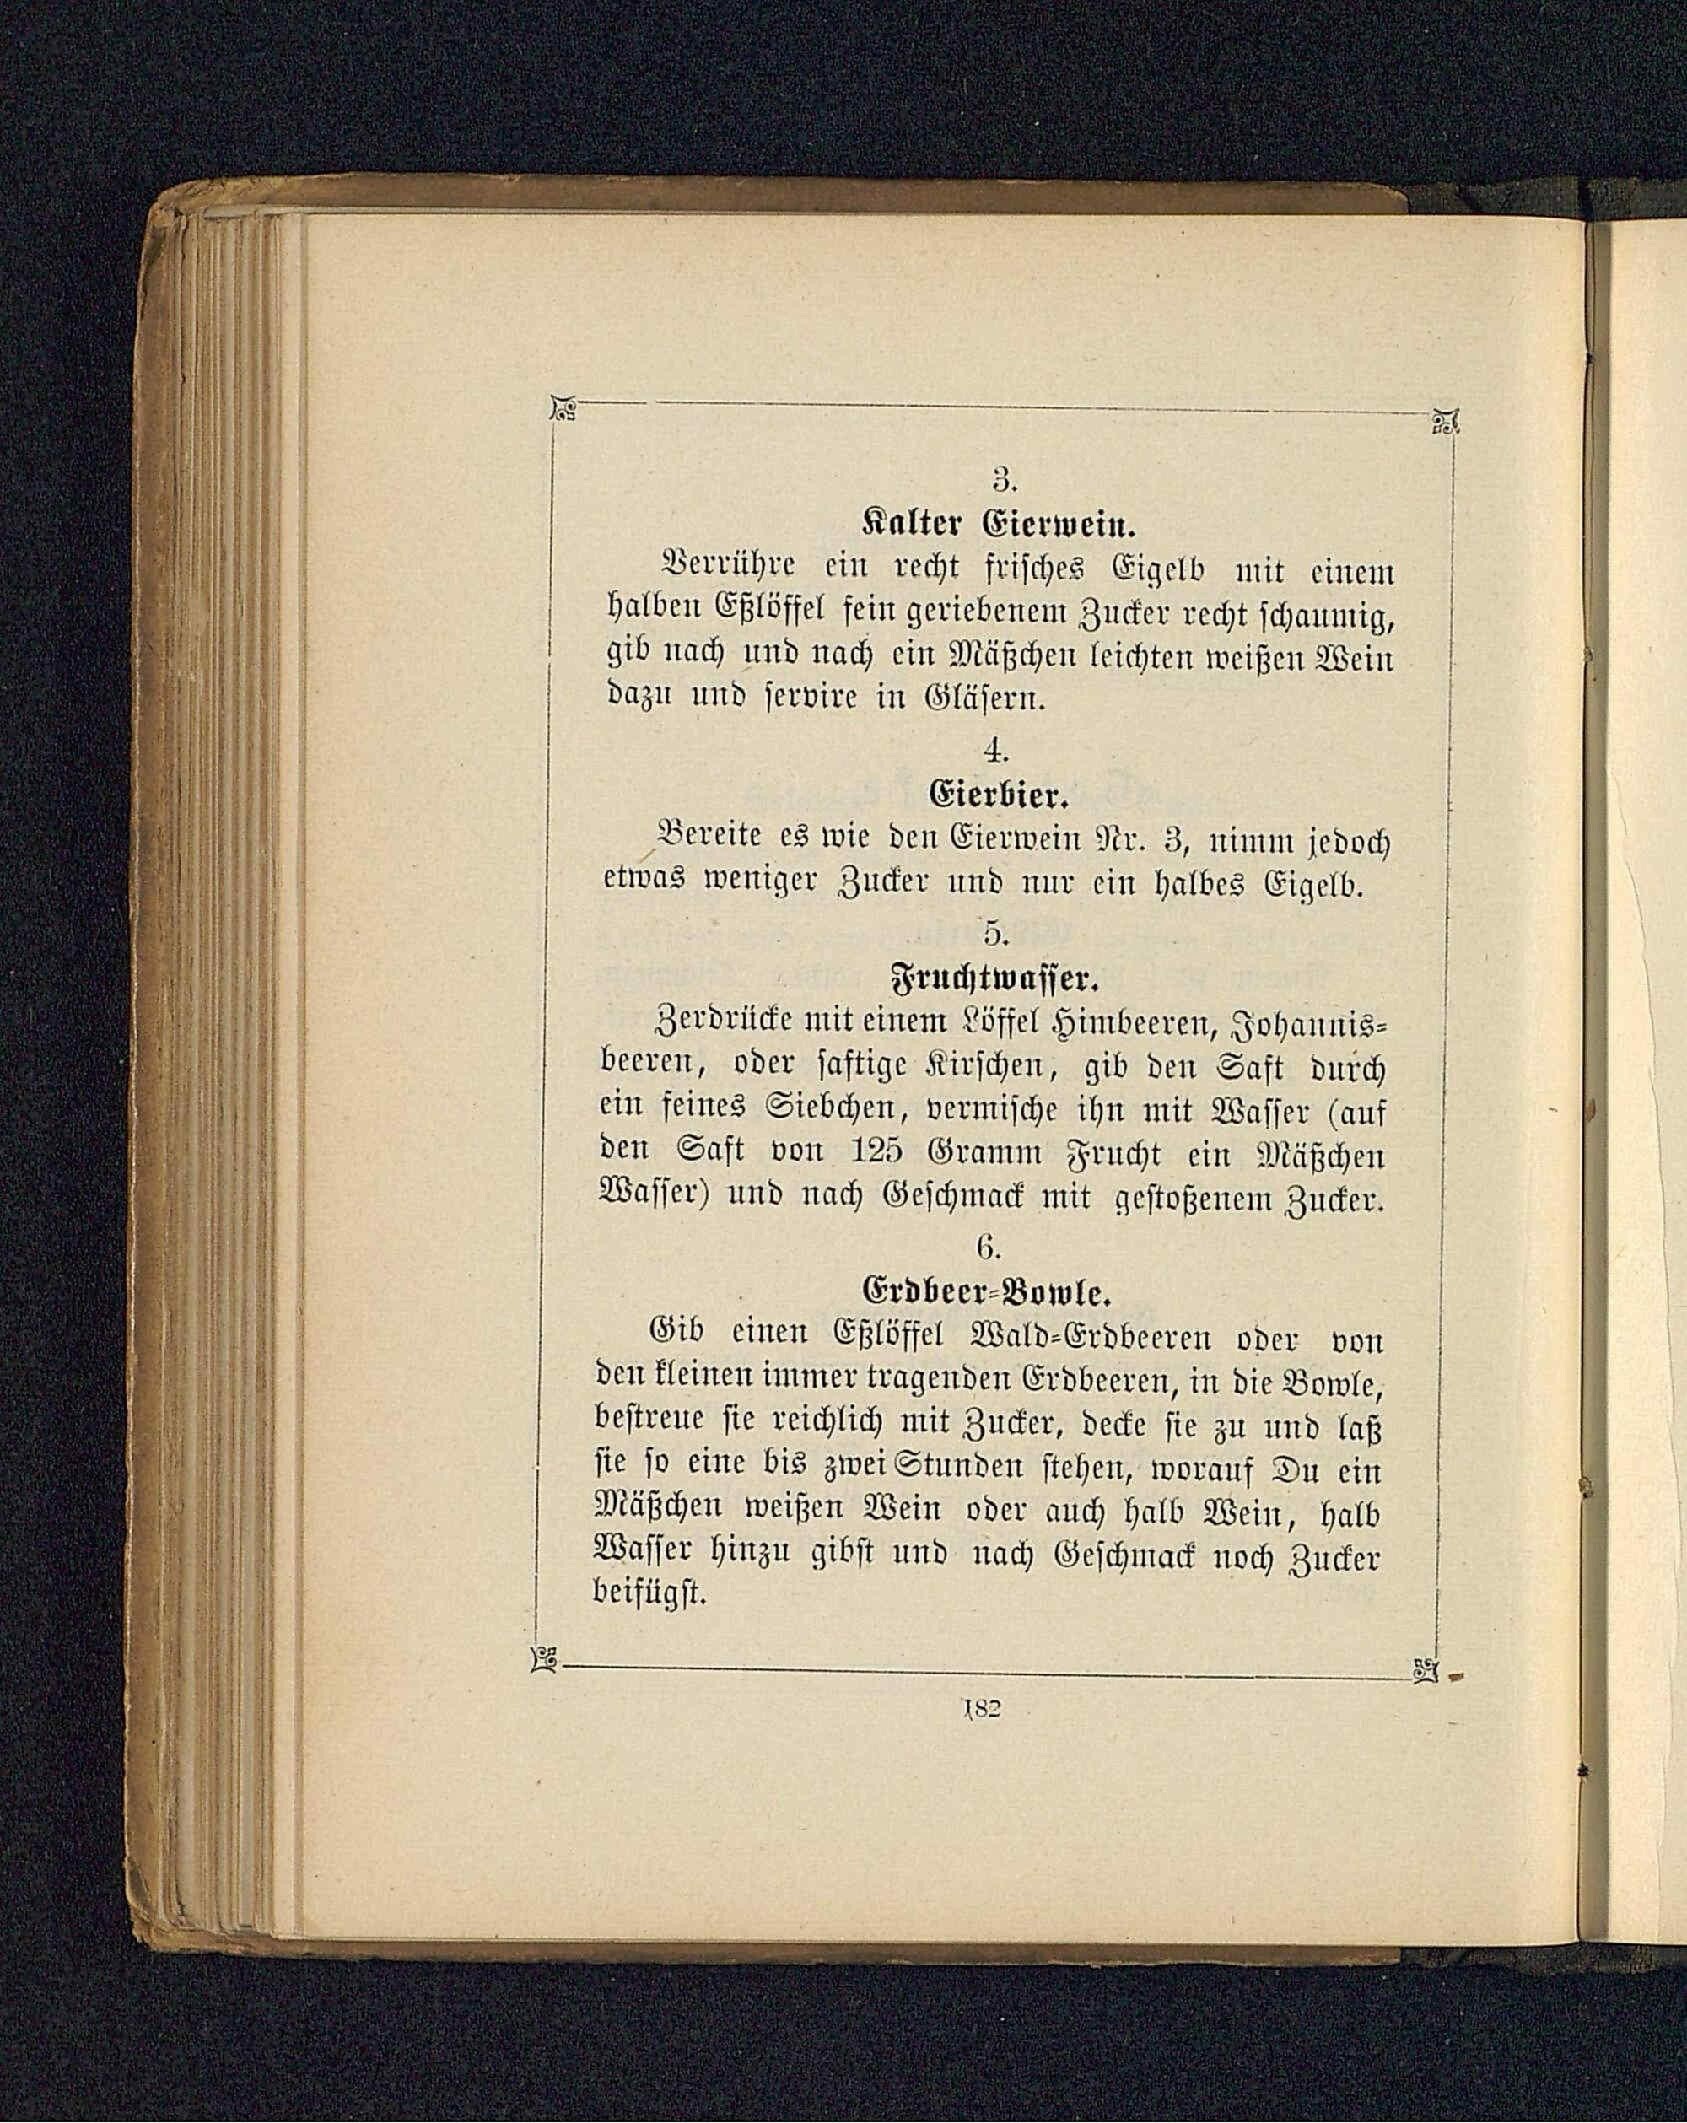 3.
Kalter Eierwein.
Verrühre ein recht frisches Eigelb mit einem
halben Eßlöffel fein geriebenem Zucker recht schaumig,
gib nach und nach ein Mäßchen leichten weißen Wein
dazu und servire in Gläsern.
4.
Eierbier.
Bereite es wie den Eierwein Nr. 3, nimm jedoch
etwas weniger Zucker und nur ein halbes Eigelb.
5.
Fruchtwasser.
Zerdrücke mit einem Löffel Himbeeren, Johannis-
beeren, oder saftige Kirschen, gib den Saft durch
ein feines Siebchen, vermische ihn mit Wasser (auf
den Saft von 125 Gramm Frucht ein Mäßchen
Wasser) und nach Geschmack mit gestoßenem Zucker.
6.
Erdbeer-Bowle.
Gib einen Eßlöffel Wald-Erdbeeren oder von
den kleinen immer tragenden Erdbeeren, in die Bowle,
bestreue sie reichlich mit Zucker, decke sie zu und laß
sie so eine bis zwei Stunden stehen, worauf Du ein
Mäßchen weißen Wein oder auch halb Wein, halb
Wasser hinzu gibst und nach Geschmack noch Zucker
beifügst.
182